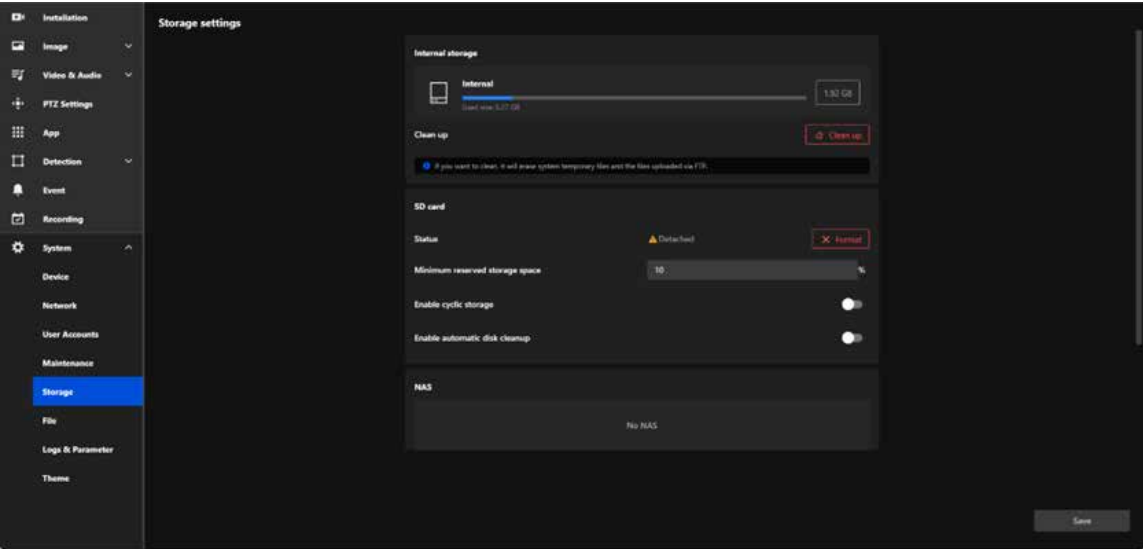 Installation
Image
Video & Audio
PTZ Settings
App
Detection
Event
Recording
System
Device
Network
User Accounts
Maintenance
Storage
File
Logs & Parameter
Theme
Storage settings
Internal storage
Internal
1.92 GB
Clean up
Clean up
If you want to clean, it will erase system temporary files and the files uploaded via FTP.
SD card
Status
Detached
Format
Minimum reserved storage space
10
%
Enable cyclic storage
Enable automatic disk cleanup
NAS
No NAS
Save